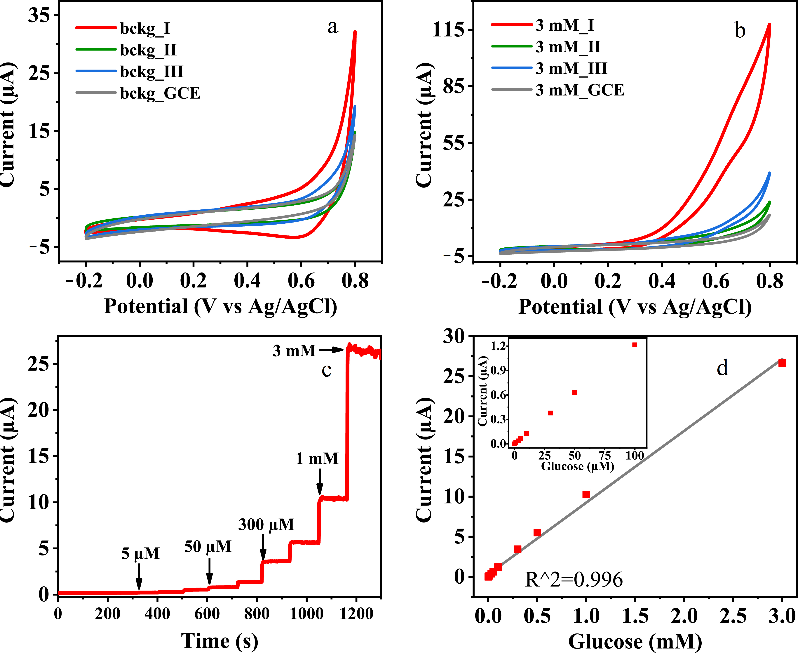 a
bckg_I
bckg_II
bckg_III
bckg_GCE
35
25
15
5
−5
Current (µA)
−0.2 0.0 0.2 0.4 0.6 0.8
Potential (V vs Ag/AgCl)
b
3 mM_I
3 mM_II
3 mM_III
3 mM_GCE
115
85
55
25
-5
Current (µA)
−0.2 0.0 0.2 0.4 0.6 0.8
Potential (V vs Ag/AgCl)
c
3 mM
1 mM
300 µM
50 µM
5 µM
25
20
15
10
5
0
Current (µA)
0 200 400 600 800 1000 1200
Time (s)
d
30
25
20
15
10
5
0
Current (µA)
1.2
0.9
0.6
0.3
0.0
Current (µA)
0 25 50 75 100
Glucose (µM)
R^2=0.996
0.0 0.5 1.0 1.5 2.0 2.5 3.0
Glucose (mM)